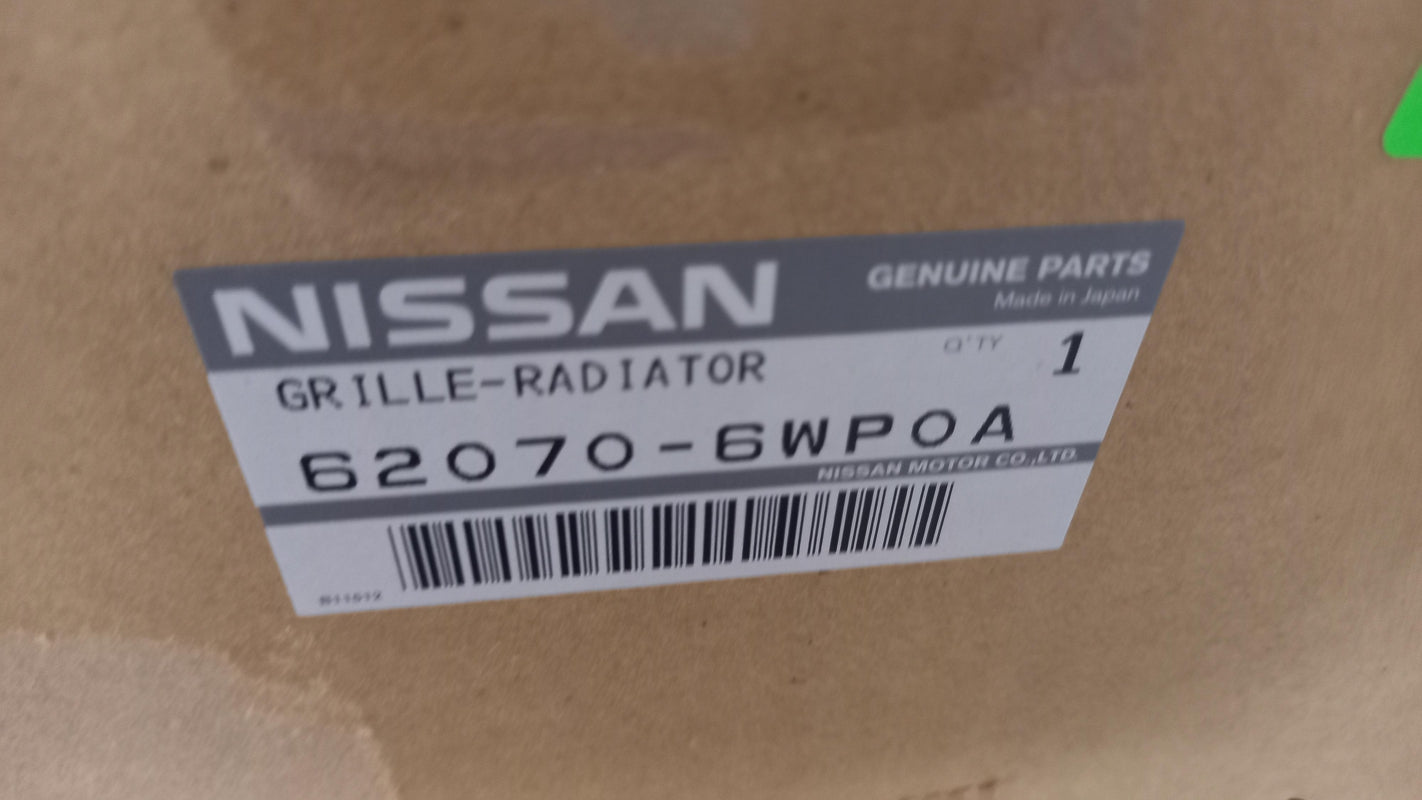 NISSAN
GENUINE PARTS
Made in Japan
GRILLE-RADIATOR
Q'TY 1
62070-6WP0A
NISSAN MOTOR CO.,LTD.